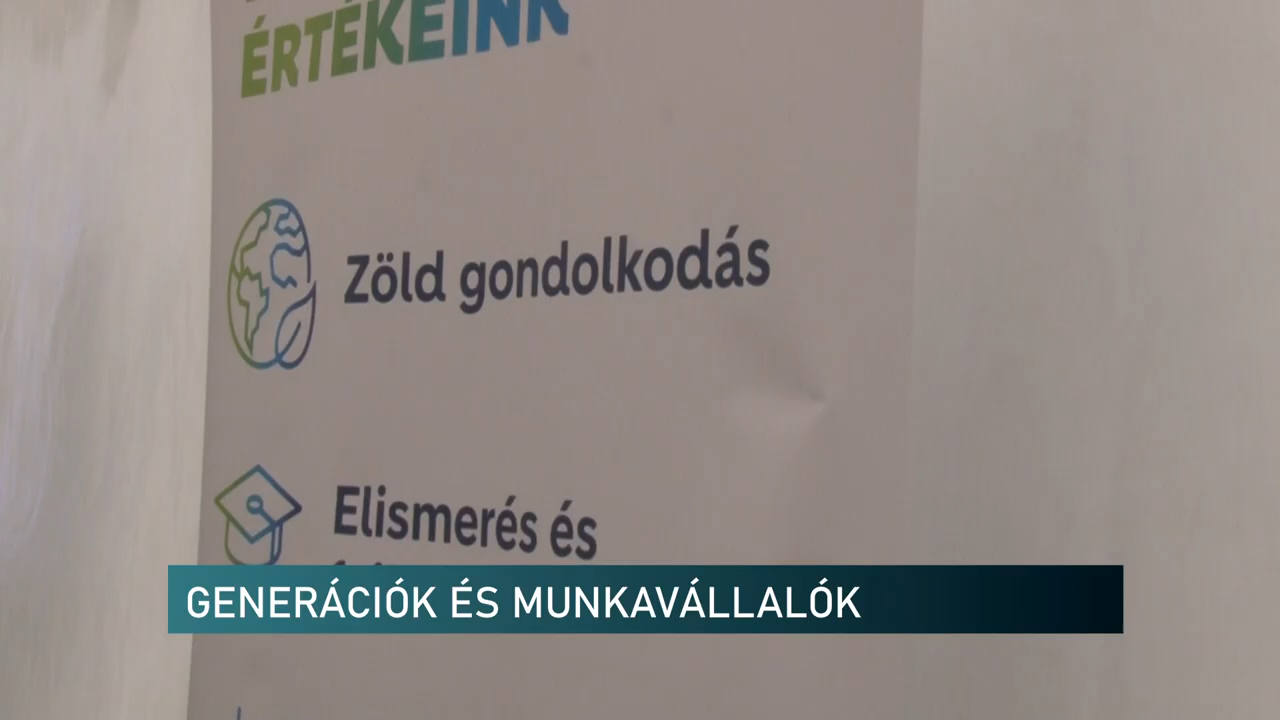 ÉRTÉKEINK
Zöld gondolkodás
Elismerés és
GENERÁCIÓK ÉS MUNKAVÁLLALÓK